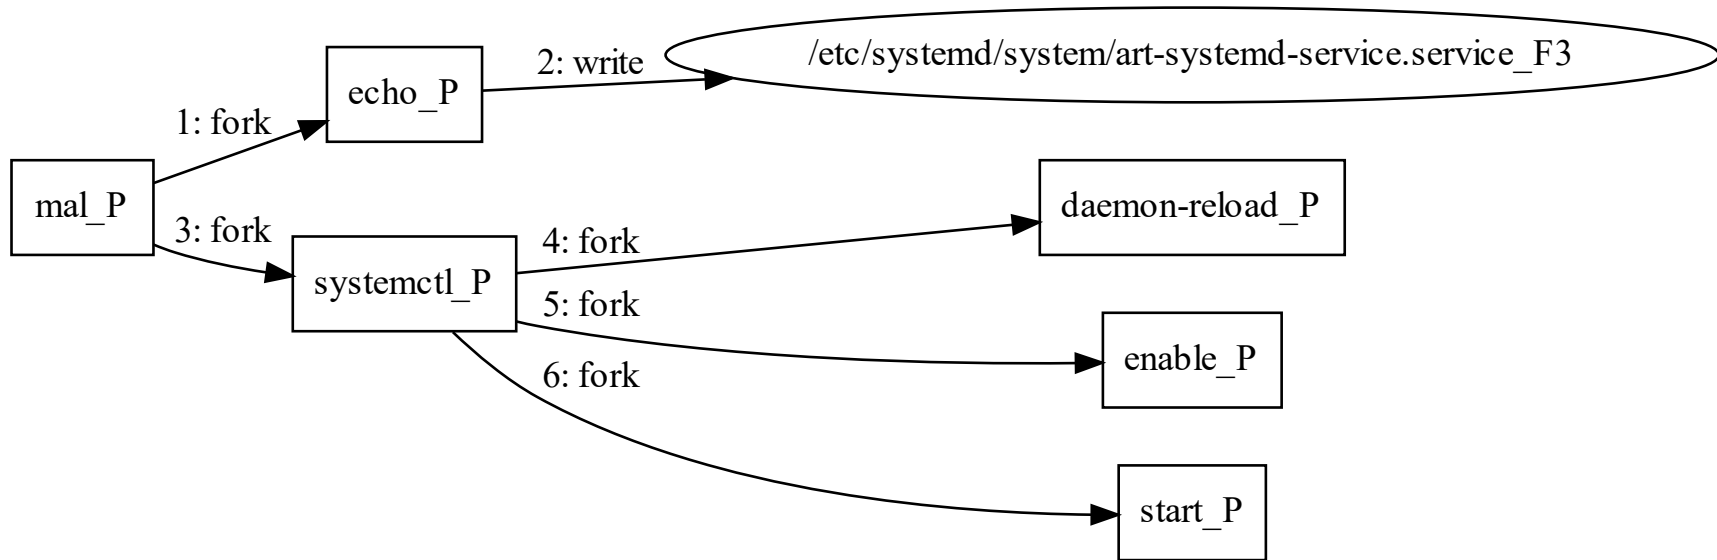 /etc/systemd/system/art-systemd-service.service_F3
2: write
echo_P
1: fork
mal_P
daemon-reload_P
3: fork
4: fork
systemctl_P
5: fork
enable_P
6: fork
start_P